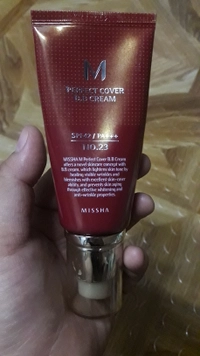 M
PERFECT COVER
B.B CREAM
SPF42 / PA+++
NO.23
MISSHA M Perfect Cover B.B Cream
offers a novel skincare concept with
B.B cream, which lightens skin tone by
healing visible wrinkles and
blemishes with excellent skin-cover
ability, and prevents skin aging
through effective whitening and
anti-wrinkle properties.
MISSHA